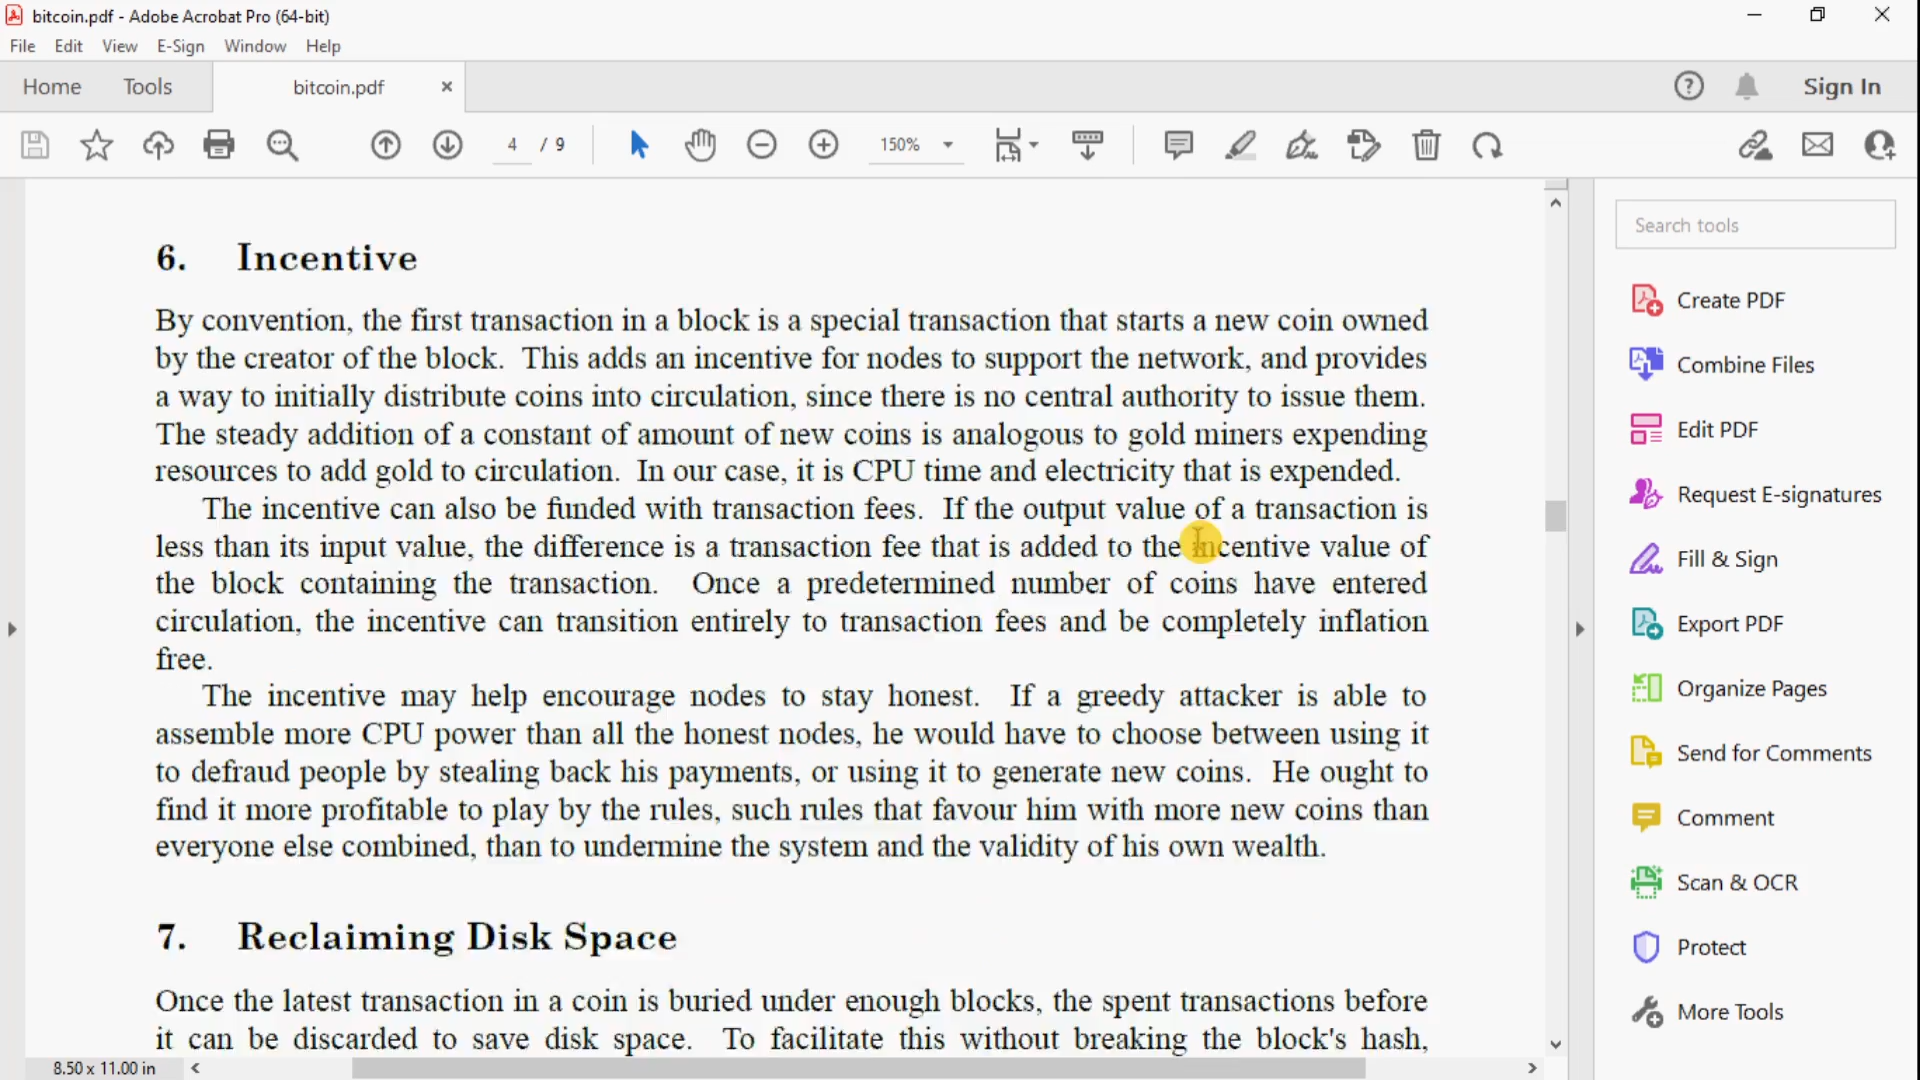 bitcoin.pdf - Adobe Acrobat Pro (64-bit)
File Edit View E-Sign Window Help
Home Tools bitcoin.pdf Sign In
4 / 9 150%
Search tools
Create PDF
Combine Files
Edit PDF
Request E-signatures
Fill & Sign
Export PDF
Organize Pages
Send for Comments
Comment
Scan & OCR
Protect
More Tools
6. Incentive
By convention, the first transaction in a block is a special transaction that starts a new coin owned
by the creator of the block. This adds an incentive for nodes to support the network, and provides
a way to initially distribute coins into circulation, since there is no central authority to issue them.
The steady addition of a constant of amount of new coins is analogous to gold miners expending
resources to add gold to circulation. In our case, it is CPU time and electricity that is expended.
The incentive can also be funded with transaction fees. If the output value of a transaction is
less than its input value, the difference is a transaction fee that is added to the incentive value of
the block containing the transaction. Once a predetermined number of coins have entered
circulation, the incentive can transition entirely to transaction fees and be completely inflation
free.
The incentive may help encourage nodes to stay honest. If a greedy attacker is able to
assemble more CPU power than all the honest nodes, he would have to choose between using it
to defraud people by stealing back his payments, or using it to generate new coins. He ought to
find it more profitable to play by the rules, such rules that favour him with more new coins than
everyone else combined, than to undermine the system and the validity of his own wealth.
7. Reclaiming Disk Space
Once the latest transaction in a coin is buried under enough blocks, the spent transactions before
it can be discarded to save disk space. To facilitate this without breaking the block's hash,
8.50 x 11.00 in